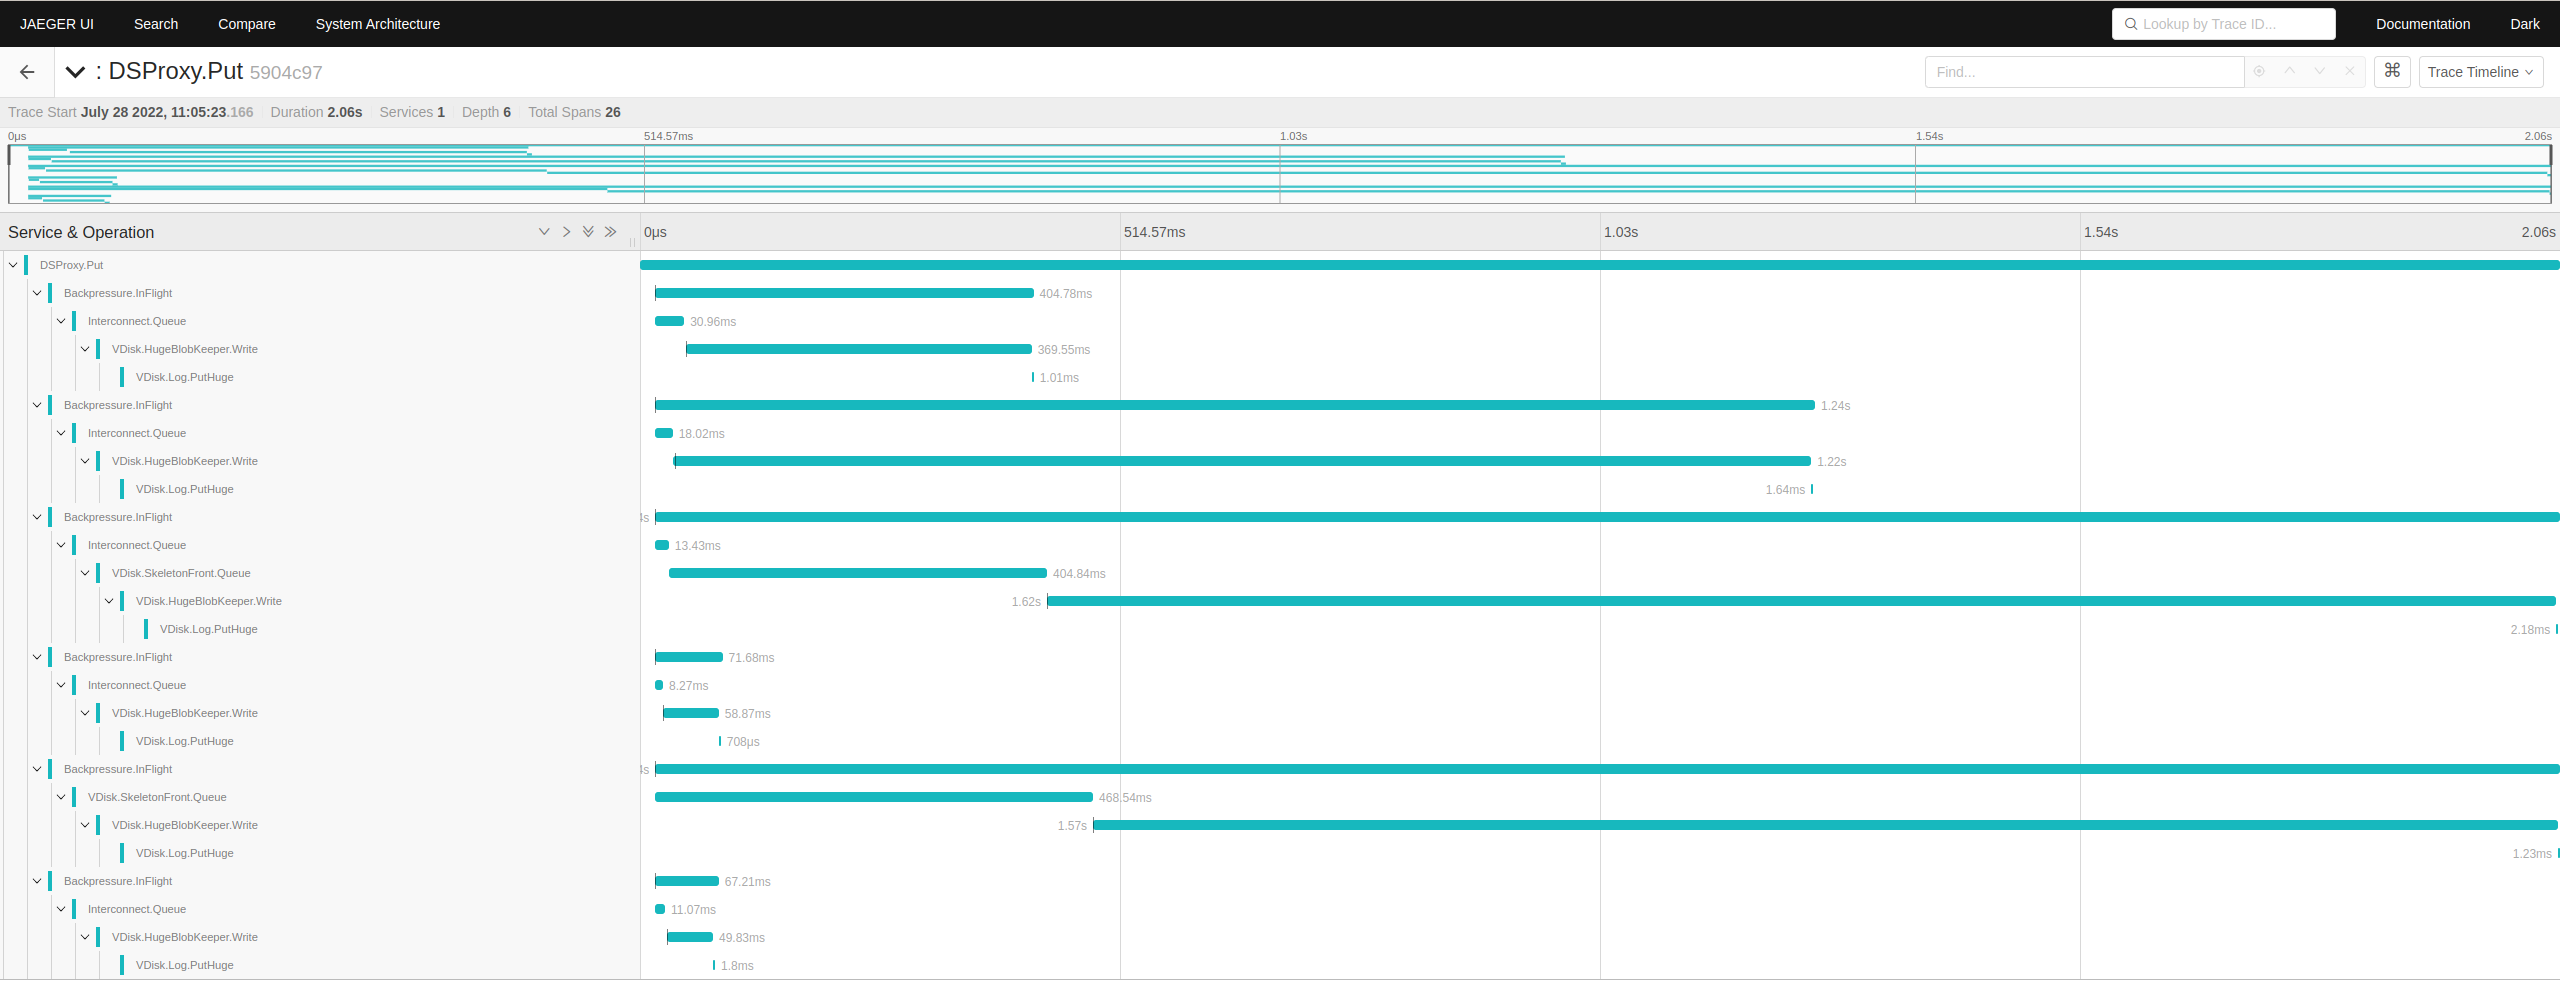 JAEGER UI Search Compare System Architecture Lookup by Trace ID... Documentation Dark
: DSProxy.Put 5904c97 Find... ⌘ Trace Timeline
Trace Start July 28 2022, 11:05:23.166 Duration 2.06s Services 1 Depth 6 Total Spans 26
0μs 514.57ms 1.03s 1.54s 2.06s
Service & Operation 0μs 514.57ms 1.03s 1.54s 2.06s
DSProxy.Put
Backpressure.InFlight 404.78ms
Interconnect.Queue 30.96ms
VDisk.HugeBlobKeeper.Write 369.55ms
VDisk.Log.PutHuge 1.01ms
Backpressure.InFlight 1.24s
Interconnect.Queue 18.02ms
VDisk.HugeBlobKeeper.Write 1.22s
VDisk.Log.PutHuge 1.64ms
Backpressure.InFlight
Interconnect.Queue 13.43ms
VDisk.SkeletonFront.Queue 404.84ms
VDisk.HugeBlobKeeper.Write 1.62s
VDisk.Log.PutHuge 2.18ms
Backpressure.InFlight 71.68ms
Interconnect.Queue 8.27ms
VDisk.HugeBlobKeeper.Write 58.87ms
VDisk.Log.PutHuge 708μs
Backpressure.InFlight
VDisk.SkeletonFront.Queue 468.54ms
VDisk.HugeBlobKeeper.Write 1.57s
VDisk.Log.PutHuge 1.23ms
Backpressure.InFlight 67.21ms
Interconnect.Queue 11.07ms
VDisk.HugeBlobKeeper.Write 49.83ms
VDisk.Log.PutHuge 1.8ms